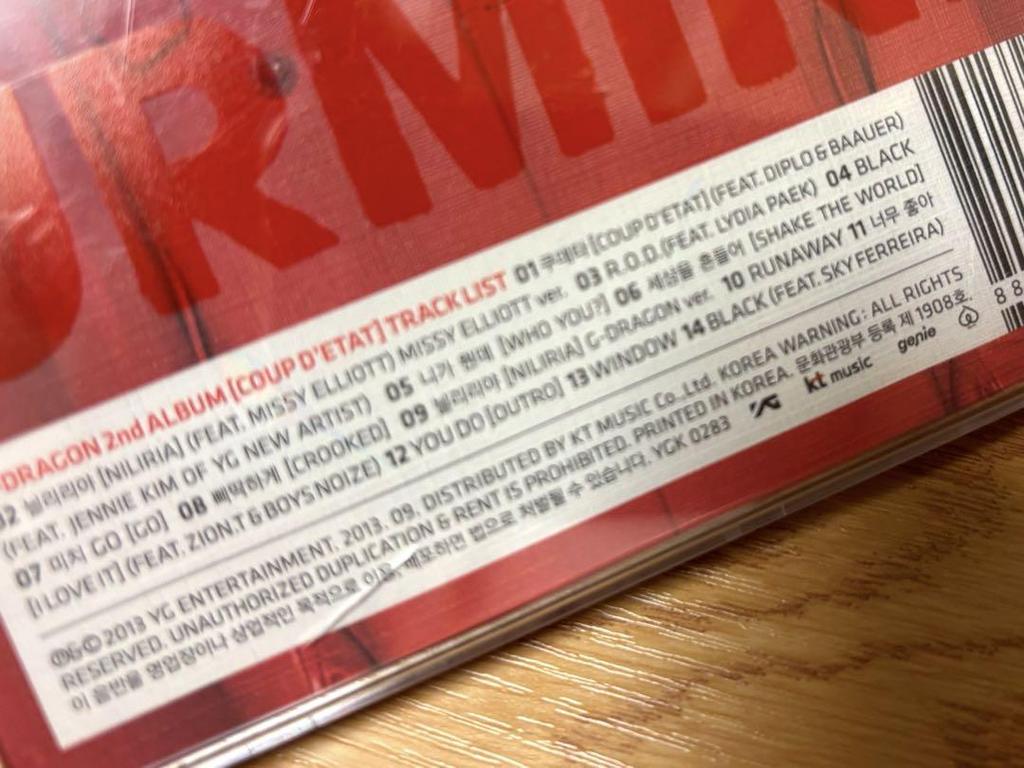 URMIN
DRAGON 2nd ALBUM [COUP D'ETAT] TRACK LIST 01 쿠데타 [COUP D'ETAT] (FEAT. DIPLO & BAAUER)
02 늴리리야 [NILIRIA] (FEAT. MISSY ELLIOTT) MISSY ELLIOTT ver. 03 R.O.D. (FEAT. LYDIA PAEK) 04 BLACK
(FEAT. JENNIE KIM OF YG NEW ARTIST) 05 니가 뭔데 [WHO YOU?] 06 세상을 흔들어 [SHAKE THE WORLD]
07 미치 GO [GO] 08 삐딱하게 [CROOKED] 09 늴리리야 [NILIRIA] G-DRAGON ver. 10 RUNAWAY 11 너무 좋아
[I LOVE IT] (FEAT. ZION.T & BOYS NOIZE) 12 YOU DO [OUTRO] 13 WINDOW 14 BLACK (FEAT. SKY FERREIRA)
℗&© 2013 YG ENTERTAINMENT. 2013. 09. DISTRIBUTED BY KT MUSIC Co.,Ltd. KOREA WARNING: ALL RIGHTS
RESERVED. UNAUTHORIZED DUPLICATION & RENT IS PROHIBITED. PRINTED IN KOREA. 문화관광부 등록 제1908호.
이 음반을 영업장이나 상업적인 목적으로 이용, 배포하면 법으로 처벌될 수 있습니다. YGK 0283
YG kt music genie
88